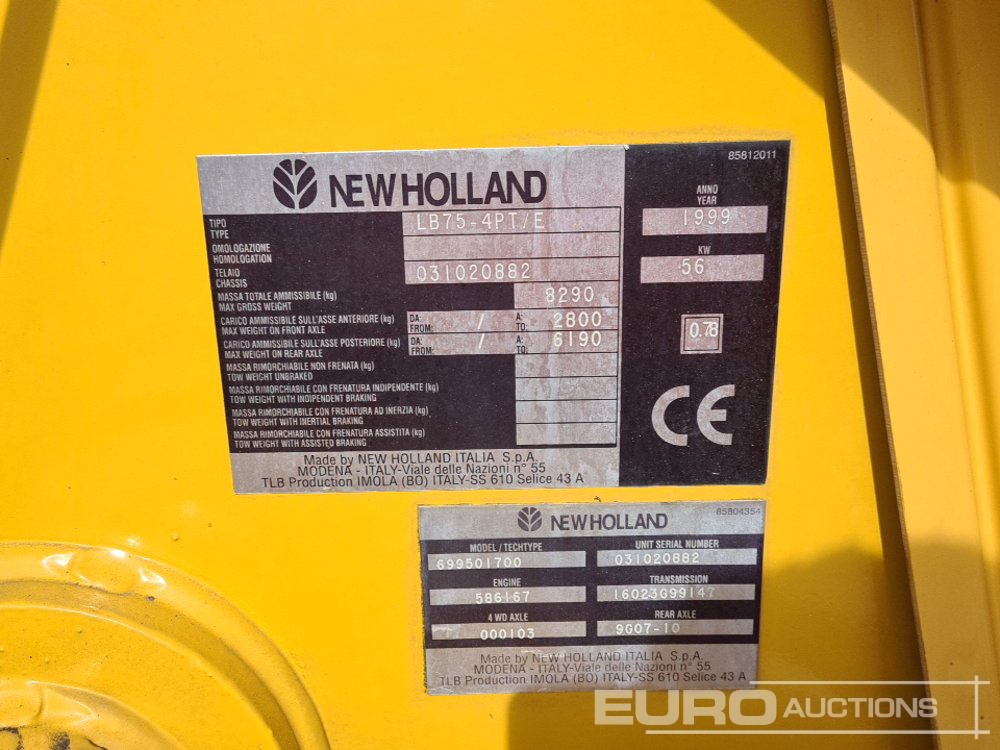 85812011
NEW HOLLAND
TIPO
TYPE
LB75-4PT/E
OMOLOGAZIONE
HOMOLOGATION
TELAIO
CHASSIS
031020882
MASSA TOTALE AMMISSIBILE (kg)
MAX GROSS WEIGHT
8290
CARICO AMMISSIBILE SULL'ASSE ANTERIORE (kg)
MAX WEIGHT ON FRONT AXLE
DA:
FROM:
/
A:
TO:
2800
CARICO AMMISSIBILE SULL'ASSE POSTERIORE (kg)
MAX WEIGHT ON REAR AXLE
DA:
FROM:
/
A:
TO:
6190
MASSA RIMORCHIABILE NON FRENATA (kg)
TOW WEIGHT UNBRAKED
MASSA RIMORCHIABILE CON FRENATURA INDIPENDENTE (kg)
TOW WEIGHT WITH INDIPENDENT BRAKING
MASSA RIMORCHIABILE CON FRENATURA AD INERZIA (kg)
TOW WEIGHT WITH INERTIAL BRAKING
MASSA RIMORCHIABILE CON FRENATURA ASSISTITA (kg)
TOW WEIGHT WITH ASSISTED BRAKING
Made by NEW HOLLAND ITALIA S.p.A.
MODENA - ITALY-Viale delle Nazioni n° 55
TLB Production IMOLA (BO) ITALY-SS 610 Selice 43 A
ANNO
YEAR
1999
KW
56
0.78
CE
85804354
NEW HOLLAND
MODEL / TECHTYPE
699501700
UNIT SERIAL NUMBER
031020882
ENGINE
586167
TRANSMISSION
16023G99147
4 WD AXLE
000103
REAR AXLE
9G07-10
Made by NEW HOLLAND ITALIA S.p.A.
MODENA - ITALY-Viale delle Nazioni n° 55
TLB Production IMOLA (BO) ITALY-SS 610 Selice 43 A
EURO AUCTIONS